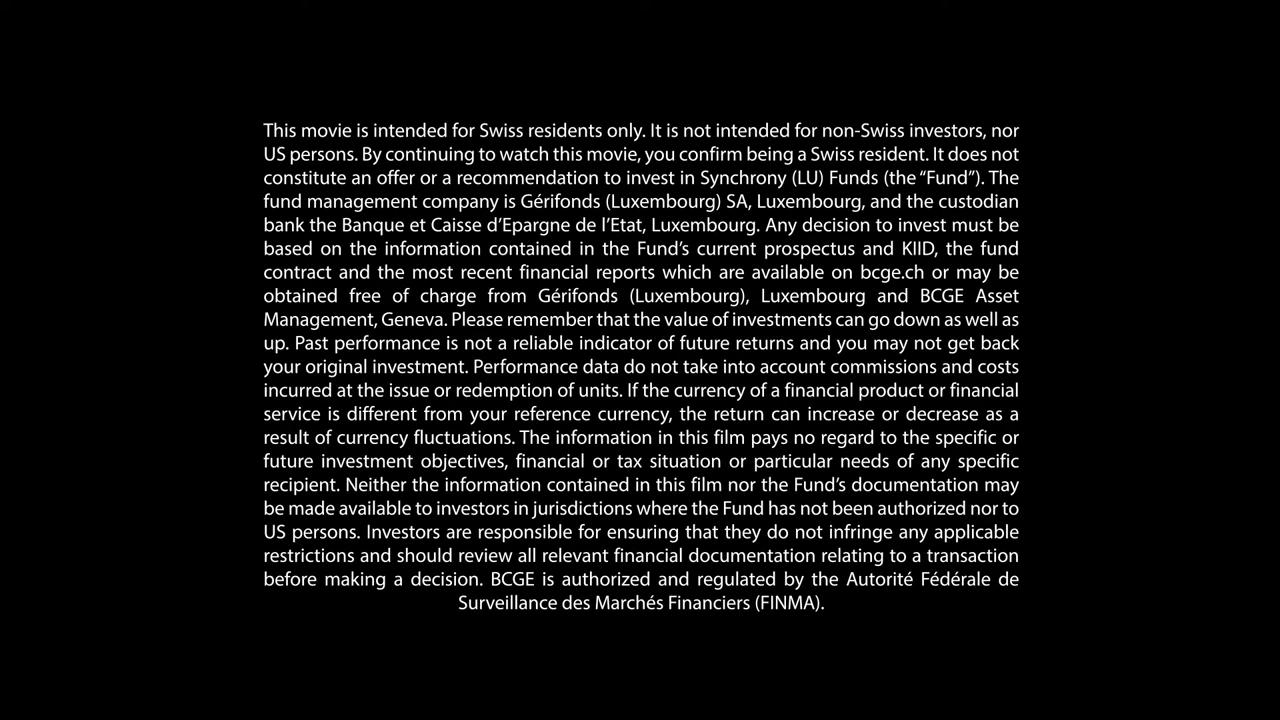 This movie is intended for Swiss residents only. It is not intended for non-Swiss investors, nor
US persons. By continuing to watch this movie, you confirm being a Swiss resident. It does not
constitute an offer or a recommendation to invest in Synchrony (LU) Funds (the “Fund”). The
fund management company is Gérifonds (Luxembourg) SA, Luxembourg, and the custodian
bank the Banque et Caisse d’Epargne de l’Etat, Luxembourg. Any decision to invest must be
based on the information contained in the Fund’s current prospectus and KIID, the fund
contract and the most recent financial reports which are available on bcge.ch or may be
obtained free of charge from Gérifonds (Luxembourg), Luxembourg and BCGE Asset
Management, Geneva. Please remember that the value of investments can go down as well as
up. Past performance is not a reliable indicator of future returns and you may not get back
your original investment. Performance data do not take into account commissions and costs
incurred at the issue or redemption of units. If the currency of a financial product or financial
service is different from your reference currency, the return can increase or decrease as a
result of currency fluctuations. The information in this film pays no regard to the specific or
future investment objectives, financial or tax situation or particular needs of any specific
recipient. Neither the information contained in this film nor the Fund’s documentation may
be made available to investors in jurisdictions where the Fund has not been authorized nor to
US persons. Investors are responsible for ensuring that they do not infringe any applicable
restrictions and should review all relevant financial documentation relating to a transaction
before making a decision. BCGE is authorized and regulated by the Autorité Fédérale de
Surveillance des Marchés Financiers (FINMA).